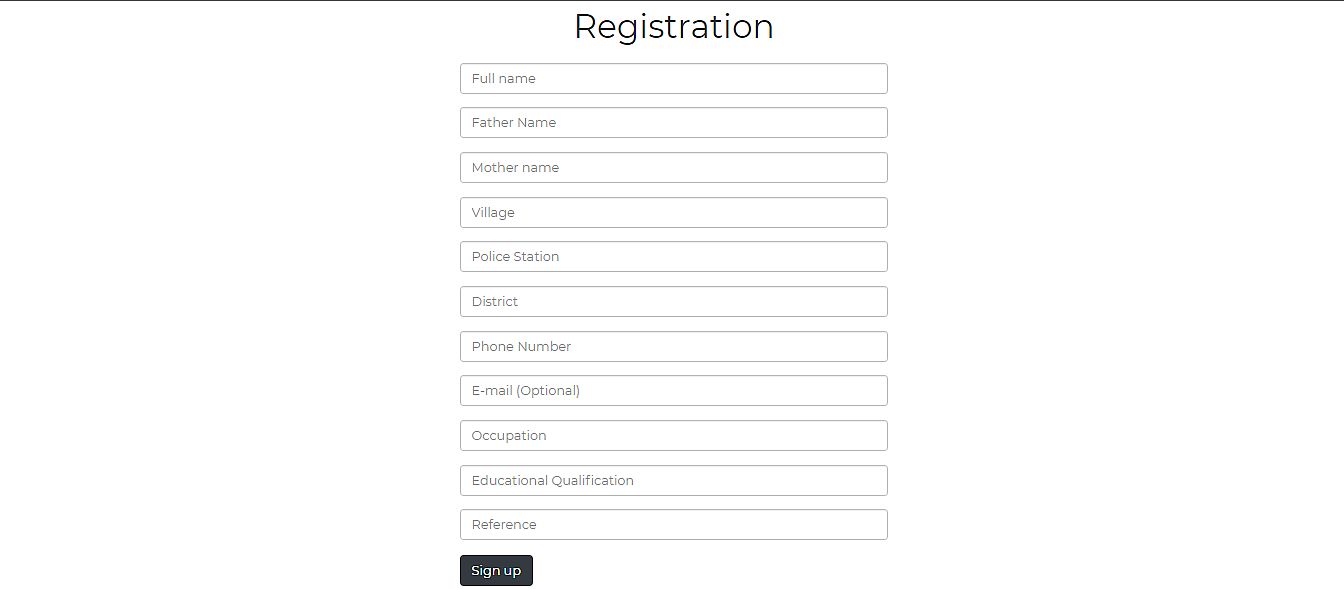 Registration
Full name
Father Name
Mother name
Village
Police Station
District
Phone Number
E-mail (Optional)
Occupation
Educational Qualification
Reference
Sign up